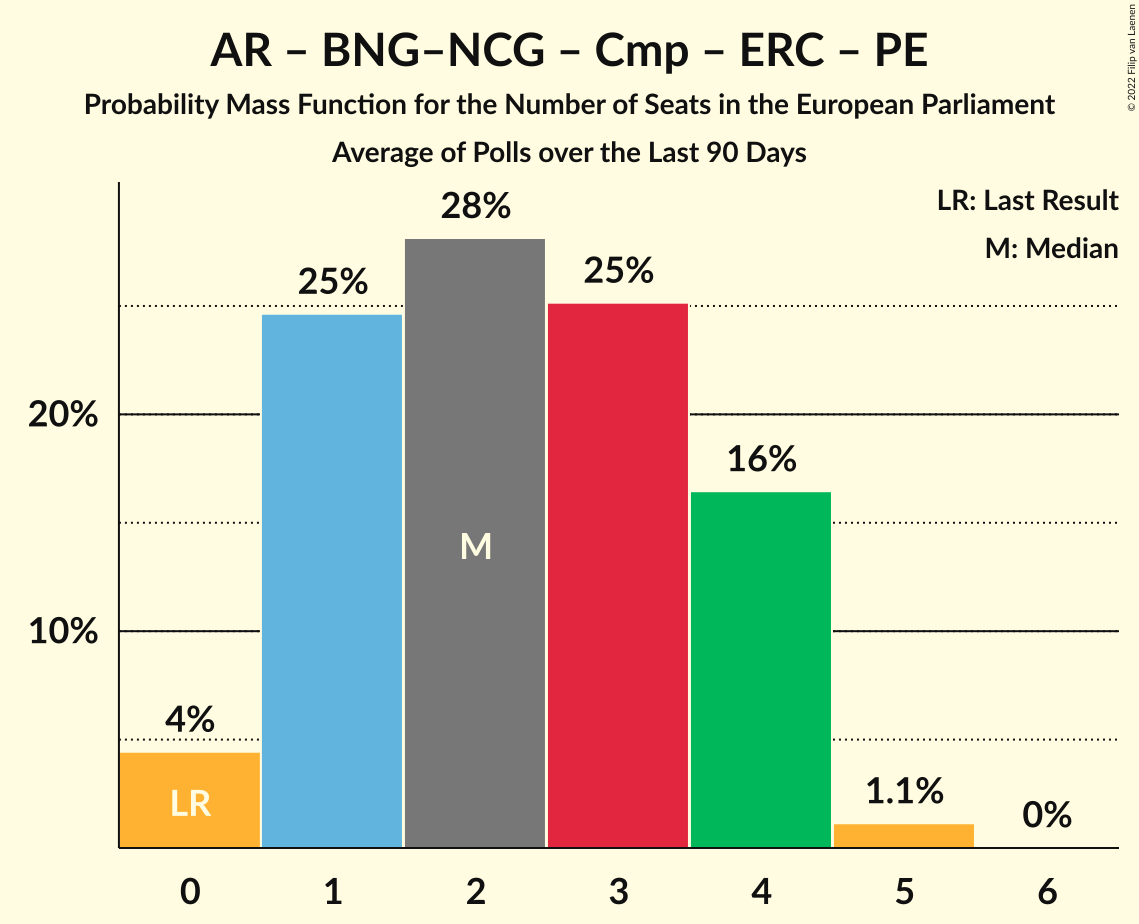 AR – BNG–NCG – Cmp – ERC – PE
Probability Mass Function for the Number of Seats in the European Parliament
Average of Polls over the Last 90 Days
© 2022 Filip van Laenen
LR: Last Result
M: Median
28%
25%
25%
20%
16%
M
10%
4%
LR
1.1%
0%
0 1 2 3 4 5 6